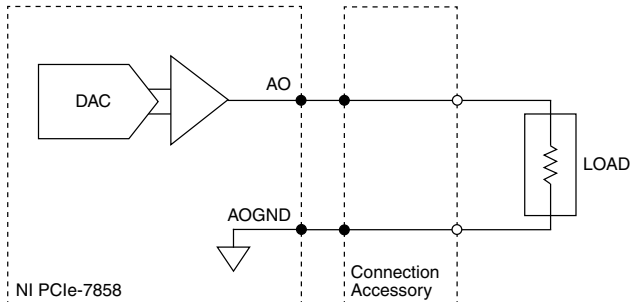 DAC
AO
LOAD
AOGND
NI PCIe-7858
Connection
Accessory